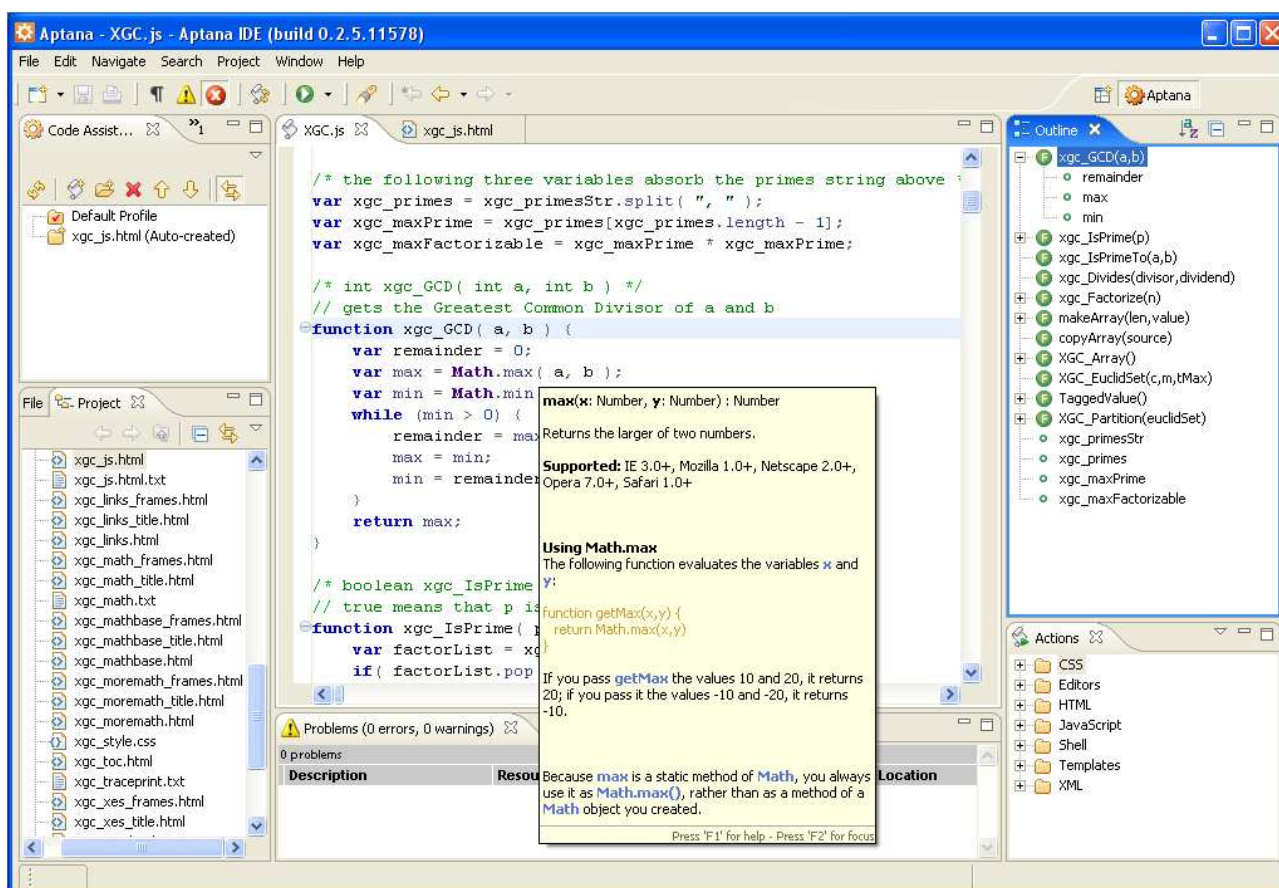 Aptana - XGC.js - Aptana IDE (build 0.2.5.11578)
File Edit Navigate Search Project Window Help
Aptana
Code Assist...
»1
Default Profile
xgc_js.html (Auto-created)
File Project
xgc_js.html
xgc_js.html.txt
xgc_links_frames.html
xgc_links_title.html
xgc_links.html
xgc_math_frames.html
xgc_math_title.html
xgc_math.txt
xgc_mathbase_frames.html
xgc_mathbase_title.html
xgc_mathbase.html
xgc_moremath_frames.html
xgc_moremath_title.html
xgc_moremath.html
xgc_style.css
xgc_toc.html
xgc_traceprint.txt
xgc_xes_frames.html
xgc_xes_title.html
XGC.js xgc_js.html
/* the following three variables absorb the primes string above
var xgc_primes = xgc_primesStr.split( ", " );
var xgc_maxPrime = xgc_primes[xgc_primes.length - 1];
var xgc_maxFactorizable = xgc_maxPrime * xgc_maxPrime;
/* int xgc_GCD( int a, int b ) */
// gets the Greatest Common Divisor of a and b
function xgc_GCD( a, b ) {
var remainder = 0;
var max = Math.max( a, b );
var min = Math.min
while (min > 0) {
remainder = max
max = min;
min = remainder
}
return max;
}
/* boolean xgc_IsPrime
// true means that p is
function xgc_IsPrime( p
var factorList = xg
if( factorList.pop
max(x: Number, y: Number) : Number
Returns the larger of two numbers.
Supported: IE 3.0+, Mozilla 1.0+, Netscape 2.0+,
Opera 7.0+, Safari 1.0+
Using Math.max
The following function evaluates the variables x and
y:
function getMax(x,y) {
return Math.max(x,y)
}
If you pass getMax the values 10 and 20, it returns
20; if you pass it the values -10 and -20, it returns
-10.
Because max is a static method of Math, you always
use it as Math.max(), rather than as a method of a
Math object you created.
Press 'F1' for help - Press 'F2' for focus
Problems (0 errors, 0 warnings)
0 problems
Description Resou Location
Outline
xgc_GCD(a,b)
remainder
max
min
xgc_IsPrime(p)
xgc_IsPrimeTo(a,b)
xgc_Divides(divisor,dividend)
xgc_Factorize(n)
makeArray(len,value)
copyArray(source)
XGC_Array()
XGC_EuclidSet(c,m,tMax)
TaggedValue()
XGC_Partition(euclidSet)
xgc_primesStr
xgc_primes
xgc_maxPrime
xgc_maxFactorizable
Actions
CSS
Editors
HTML
JavaScript
Shell
Templates
XML